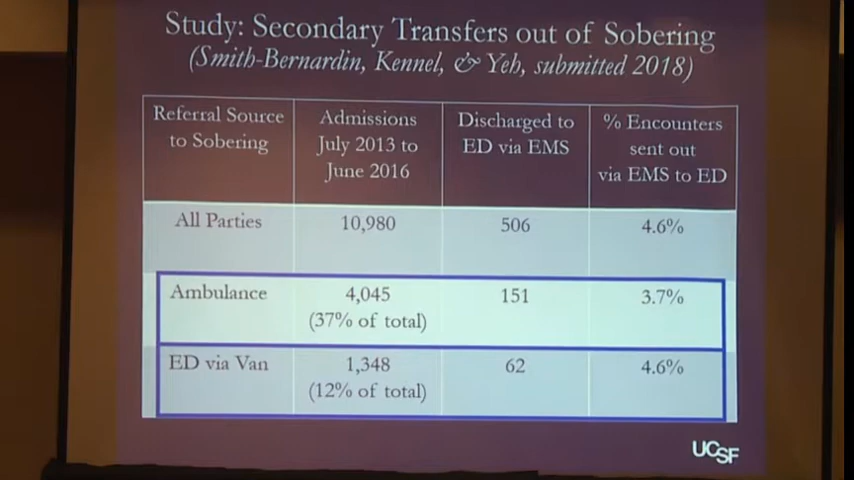 Study: Secondary Transfers out of Sobering
(Smith-Bernardin, Kennel, & Yeh, submitted 2018)
Referral Source
to Sobering
Admissions
July 2013 to
June 2016
Discharged to
ED via EMS
% Encounters
sent out
via EMS to ED
All Parties
10,980
506
4.6%
Ambulance
4,045
(37% of total)
151
3.7%
ED via Van
1,348
(12% of total)
62
4.6%
UCSF